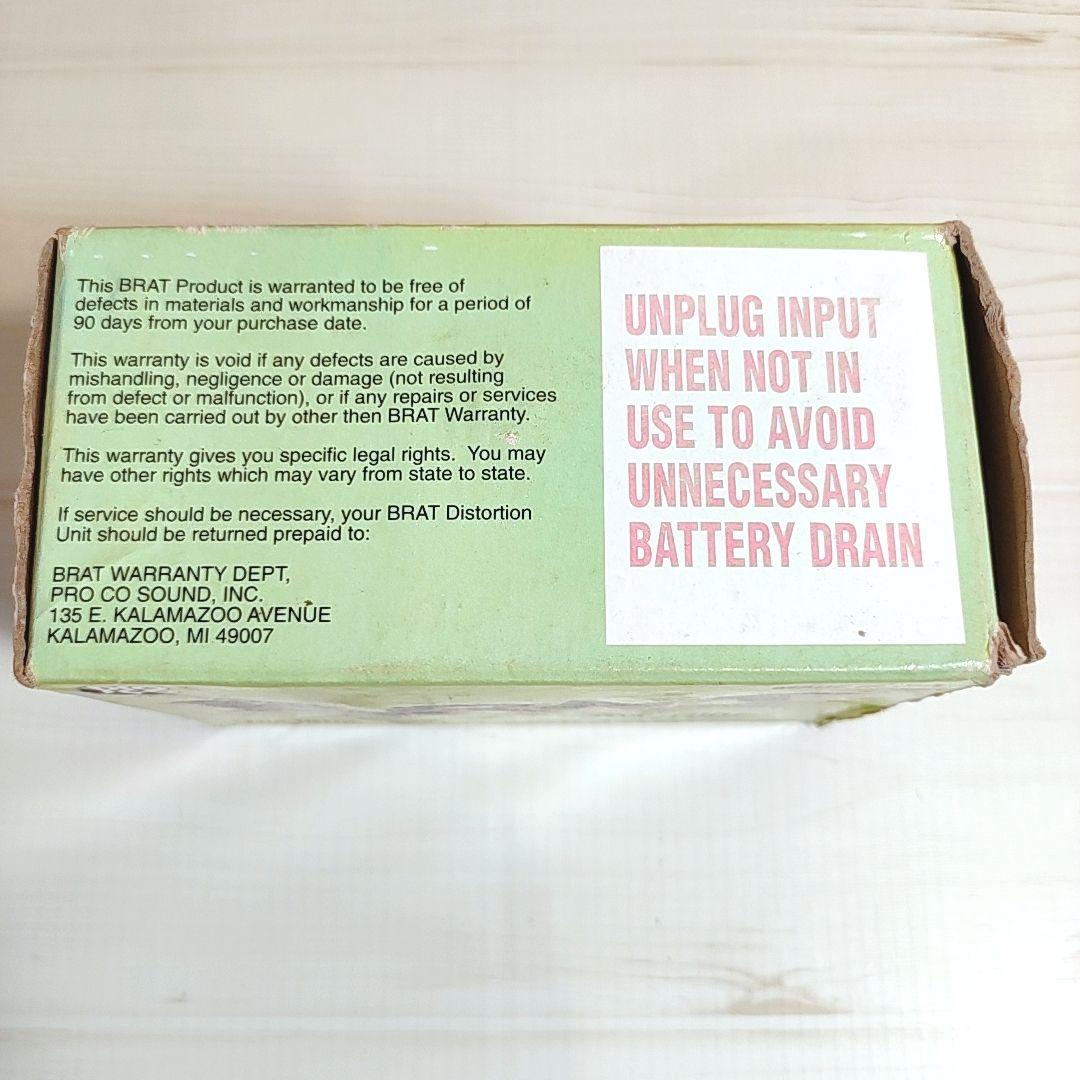 This BRAT Product is warranted to be free of
defects in materials and workmanship for a period of
90 days from your purchase date.
This warranty is void if any defects are caused by
mishandling, negligence or damage (not resulting
from defect or malfunction), or if any repairs or services
have been carried out by other then BRAT Warranty.
This warranty gives you specific legal rights. You may
have other rights which may vary from state to state.
If service should be necessary, your BRAT Distortion
Unit should be returned prepaid to:
BRAT WARRANTY DEPT,
PRO CO SOUND, INC.
135 E. KALAMAZOO AVENUE
KALAMAZOO, MI 49007
UNPLUG INPUT
WHEN NOT IN
USE TO AVOID
UNNECESSARY
BATTERY DRAIN